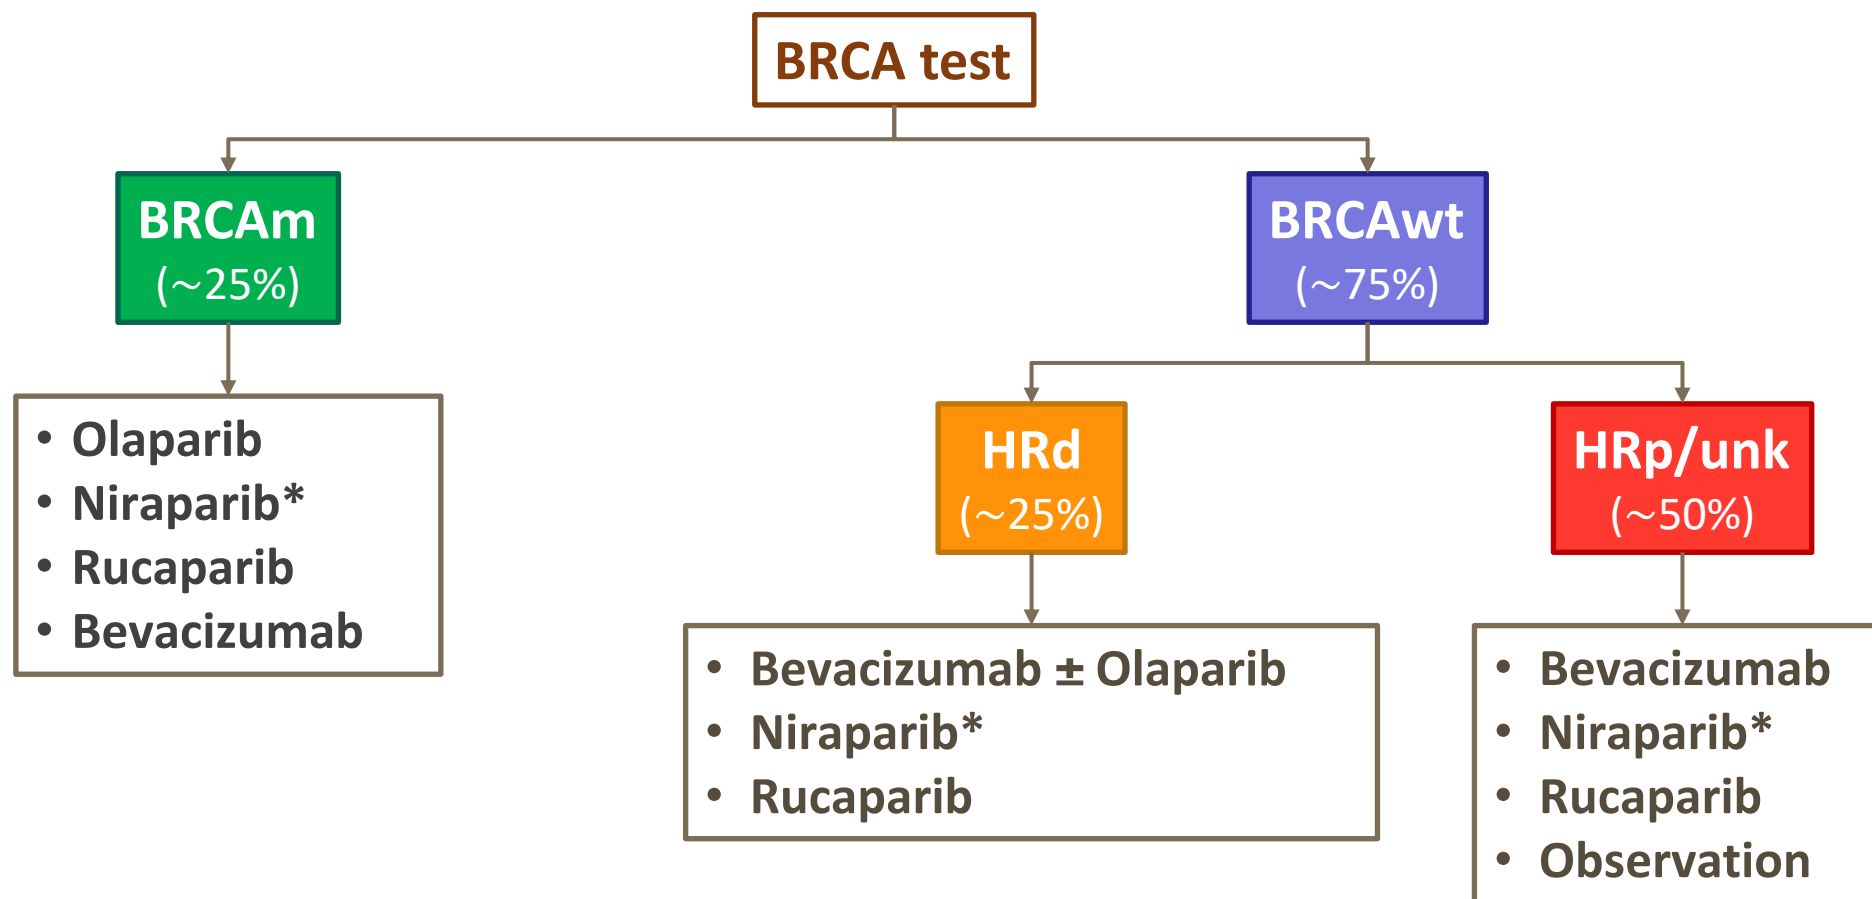 BRCA test
BRCAm
(~25%)
BRCAwt
(~75%)
• Olaparib
• Niraparib*
• Rucaparib
• Bevacizumab
HRd
(~25%)
HRp/unk
(~50%)
• Bevacizumab ± Olaparib
• Niraparib*
• Rucaparib
• Bevacizumab
• Niraparib*
• Rucaparib
• Observation